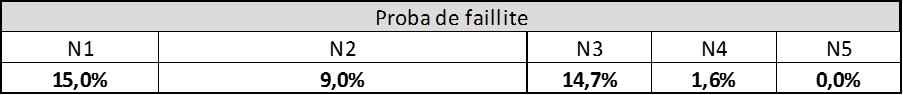 Proba de faillite
N1 N2 N3 N4 N5
15,0% 9,0% 14,7% 1,6% 0,0%